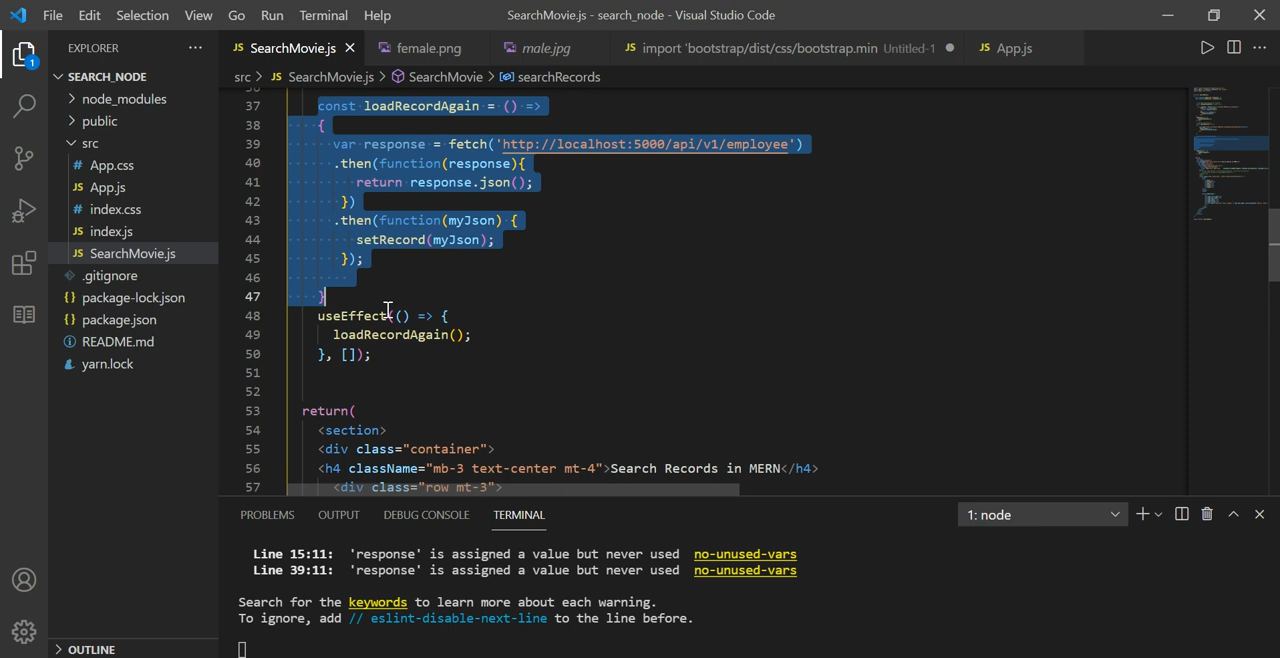 File Edit Selection View Go Run Terminal Help SearchMovie.js - search_node - Visual Studio Code
EXPLORER ··· JS SearchMovie.js female.png male.jpg JS import 'bootstrap/dist/css/bootstrap.min Untitled-1 JS App.js ···
1
SEARCH_NODE
node_modules
public
src
# App.css
JS App.js
# index.css
JS index.js
JS SearchMovie.js
.gitignore
{} package-lock.json
{} package.json
README.md
yarn.lock
OUTLINE
src > JS SearchMovie.js > SearchMovie > searchRecords
37 const loadRecordAgain = () =>
38 {
39 var response = fetch('http://localhost:5000/api/v1/employee')
40 .then(function(response){
41 return response.json();
42 })
43 .then(function(myJson) {
44 setRecord(myJson);
45 });
46
47 }
48 useEffect(() => {
49 loadRecordAgain();
50 }, []);
51
52
53 return(
54 <section>
55 <div class="container">
56 <h4 className="mb-3 text-center mt-4">Search Records in MERN</h4>
57 <div class="row mt-3">
PROBLEMS OUTPUT DEBUG CONSOLE TERMINAL 1: node
Line 15:11: 'response' is assigned a value but never used no-unused-vars
Line 39:11: 'response' is assigned a value but never used no-unused-vars
Search for the keywords to learn more about each warning.
To ignore, add // eslint-disable-next-line to the line before.